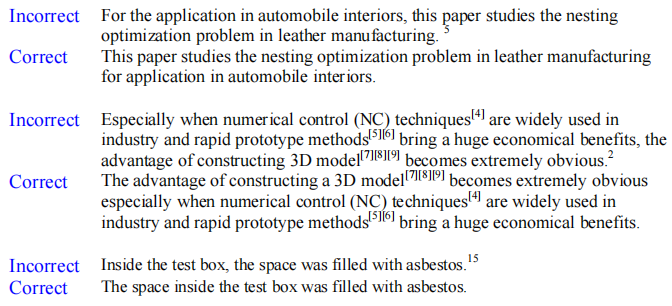 Incorrect For the application in automobile interiors, this paper studies the nesting
optimization problem in leather manufacturing. 5
Correct This paper studies the nesting optimization problem in leather manufacturing
for application in automobile interiors.
Incorrect Especially when numerical control (NC) techniques[4] are widely used in
industry and rapid prototype methods[5][6] bring a huge economical benefits, the
advantage of constructing 3D model[7][8][9] becomes extremely obvious.2
Correct The advantage of constructing a 3D model[7][8][9] becomes extremely obvious
especially when numerical control (NC) techniques[4] are widely used in
industry and rapid prototype methods[5][6] bring a huge economical benefits.
Incorrect Inside the test box, the space was filled with asbestos.15
Correct The space inside the test box was filled with asbestos.